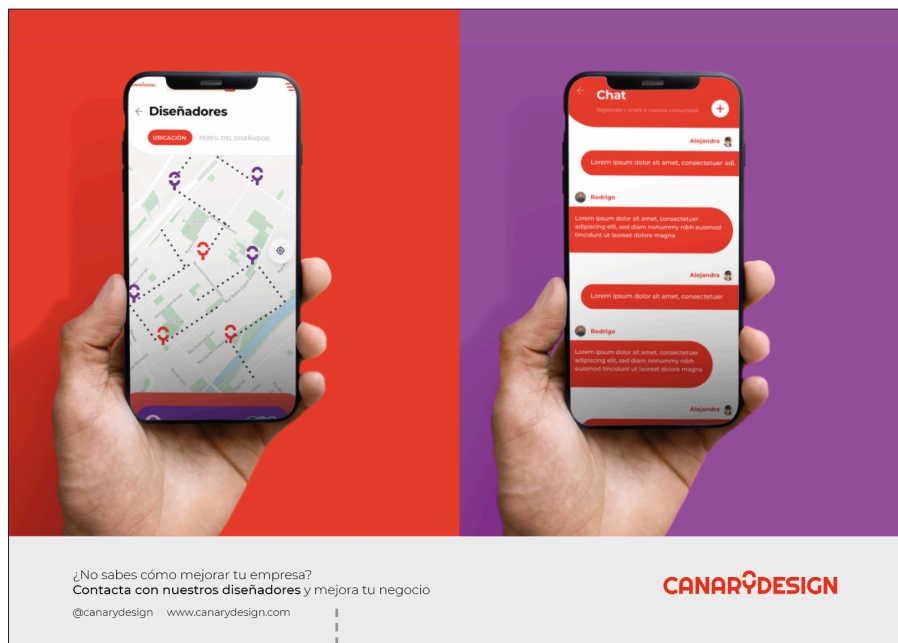 Diseñadores
UBICACIÓN
PERFIL DEL DISEÑADOR
Chat
Regístrate y únete a nuestra comunidad
Alejandra
Lorem ipsum dolor sit amet, consectetuer adi.
Rodrigo
Lorem ipsum dolor sit amet, consectetuer
adipiscing elit, sed diam nonummy nibh euismod
tincidunt ut laoreet dolore magna
Alejandra
Lorem ipsum dolor sit amet, consectetuer
Rodrigo
Lorem ipsum dolor sit amet, consectetuer
adipiscing elit, sed diam nonummy nibh
euismod tincidunt ut laoreet dolore magna
Alejandra
¿No sabes cómo mejorar tu empresa?
Contacta con nuestros diseñadores y mejora tu negocio
@canarydesign www.canarydesign.com
CANARYDESIGN